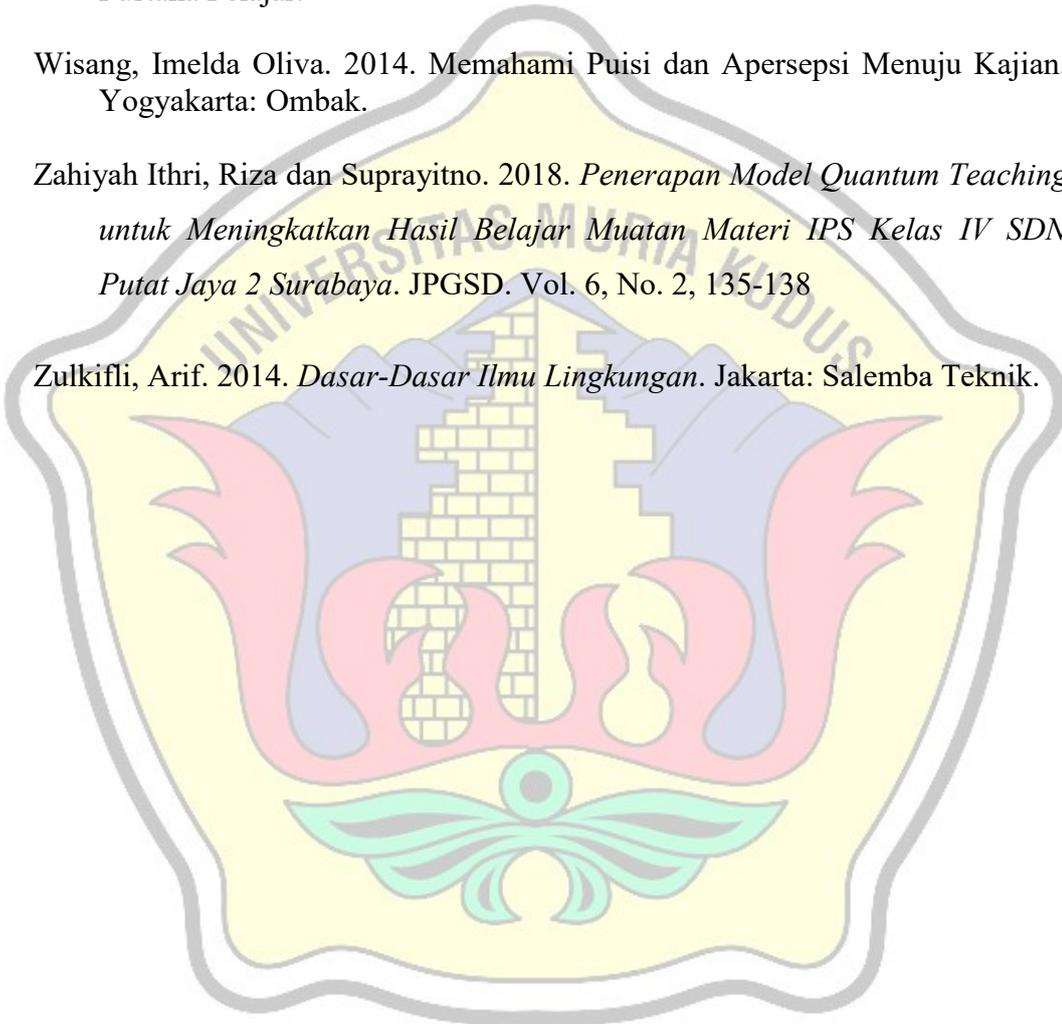 Wisang, Imelda Oliva. 2014. Memahami Puisi dan Apersepsi Menuju Kajian.
Yogyakarta: Ombak.
Zahiyah Ithri, Riza dan Suprayitno. 2018. Penerapan Model Quantum Teaching
untuk Meningkatkan Hasil Belajar Muatan Materi IPS Kelas IV SDN
Putat Jaya 2 Surabaya. JPGSD. Vol. 6, No. 2, 135-138
UNIVERSITAS MURIA KUDUS
Zulkifli, Arif. 2014. Dasar-Dasar Ilmu Lingkungan. Jakarta: Salemba Teknik.